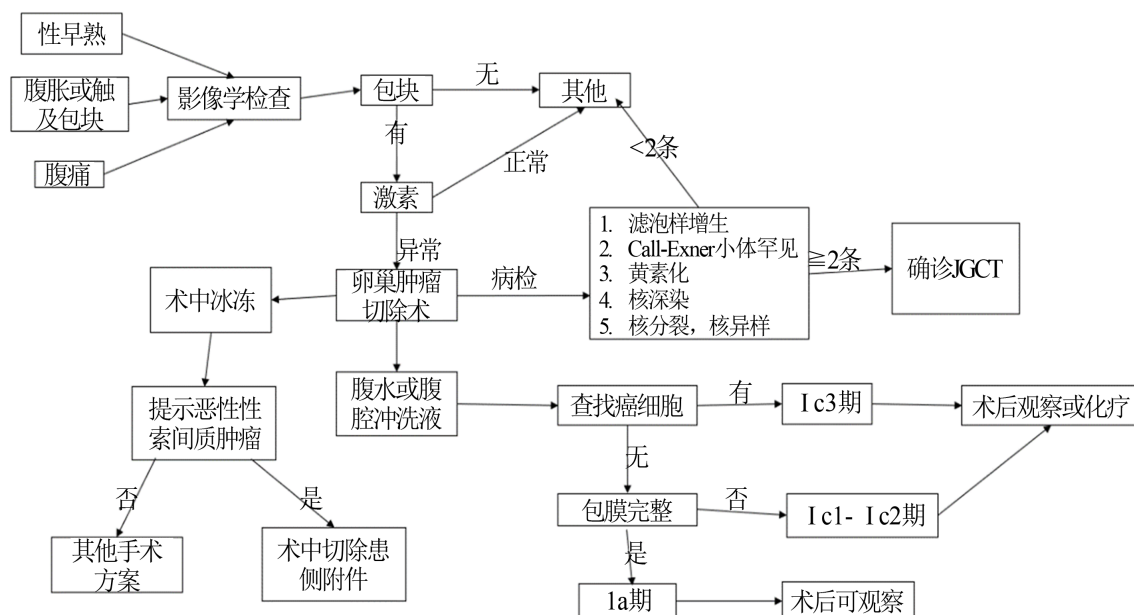 性早熟
腹胀或触
及包块
腹痛
影像学检查
包块
无
其他
有
正常
<2条
激素
异常
1. 滤泡样增生
2. Call-Exner小体罕见
3. 黄素化
4. 核深染
5. 核分裂，核异样
≧2条
确诊JGCT
术中冰冻
卵巢肿瘤
切除术
病检
提示恶性性
索间质肿瘤
腹水或腹
腔冲洗液
查找癌细胞
有
Ic3期
术后观察或化疗
无
否
是
包膜完整
否
Ic1- Ic2期
其他手术
方案
术中切除患
侧附件
是
1a期
术后可观察